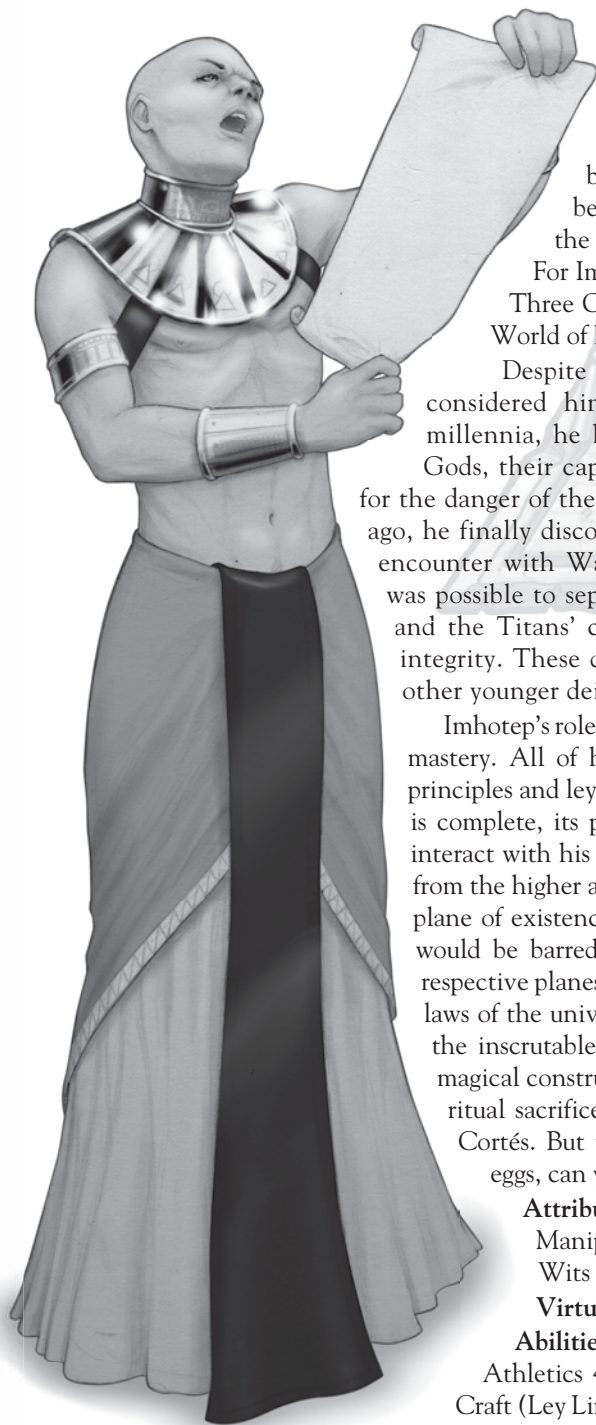 b
be
the
For Im
Three C
World of
Despite
considered him
millennia, he h
Gods, their cap
for the danger of the
ago, he finally disco
encounter with Wa
was possible to sep
and the Titans’ c
integrity. These c
other younger dei
Imhotep’s role
mastery. All of h
principles and ley
is complete, its p
interact with his
from the higher a
plane of existenc
would be barred
respective planes
laws of the univ
the inscrutable
magical constru
ritual sacrifice
Cortés. But
eggs, can
Attribu
Manip
Wits
Virtu
Abilitie
Athletics 4
Craft (Ley Lin